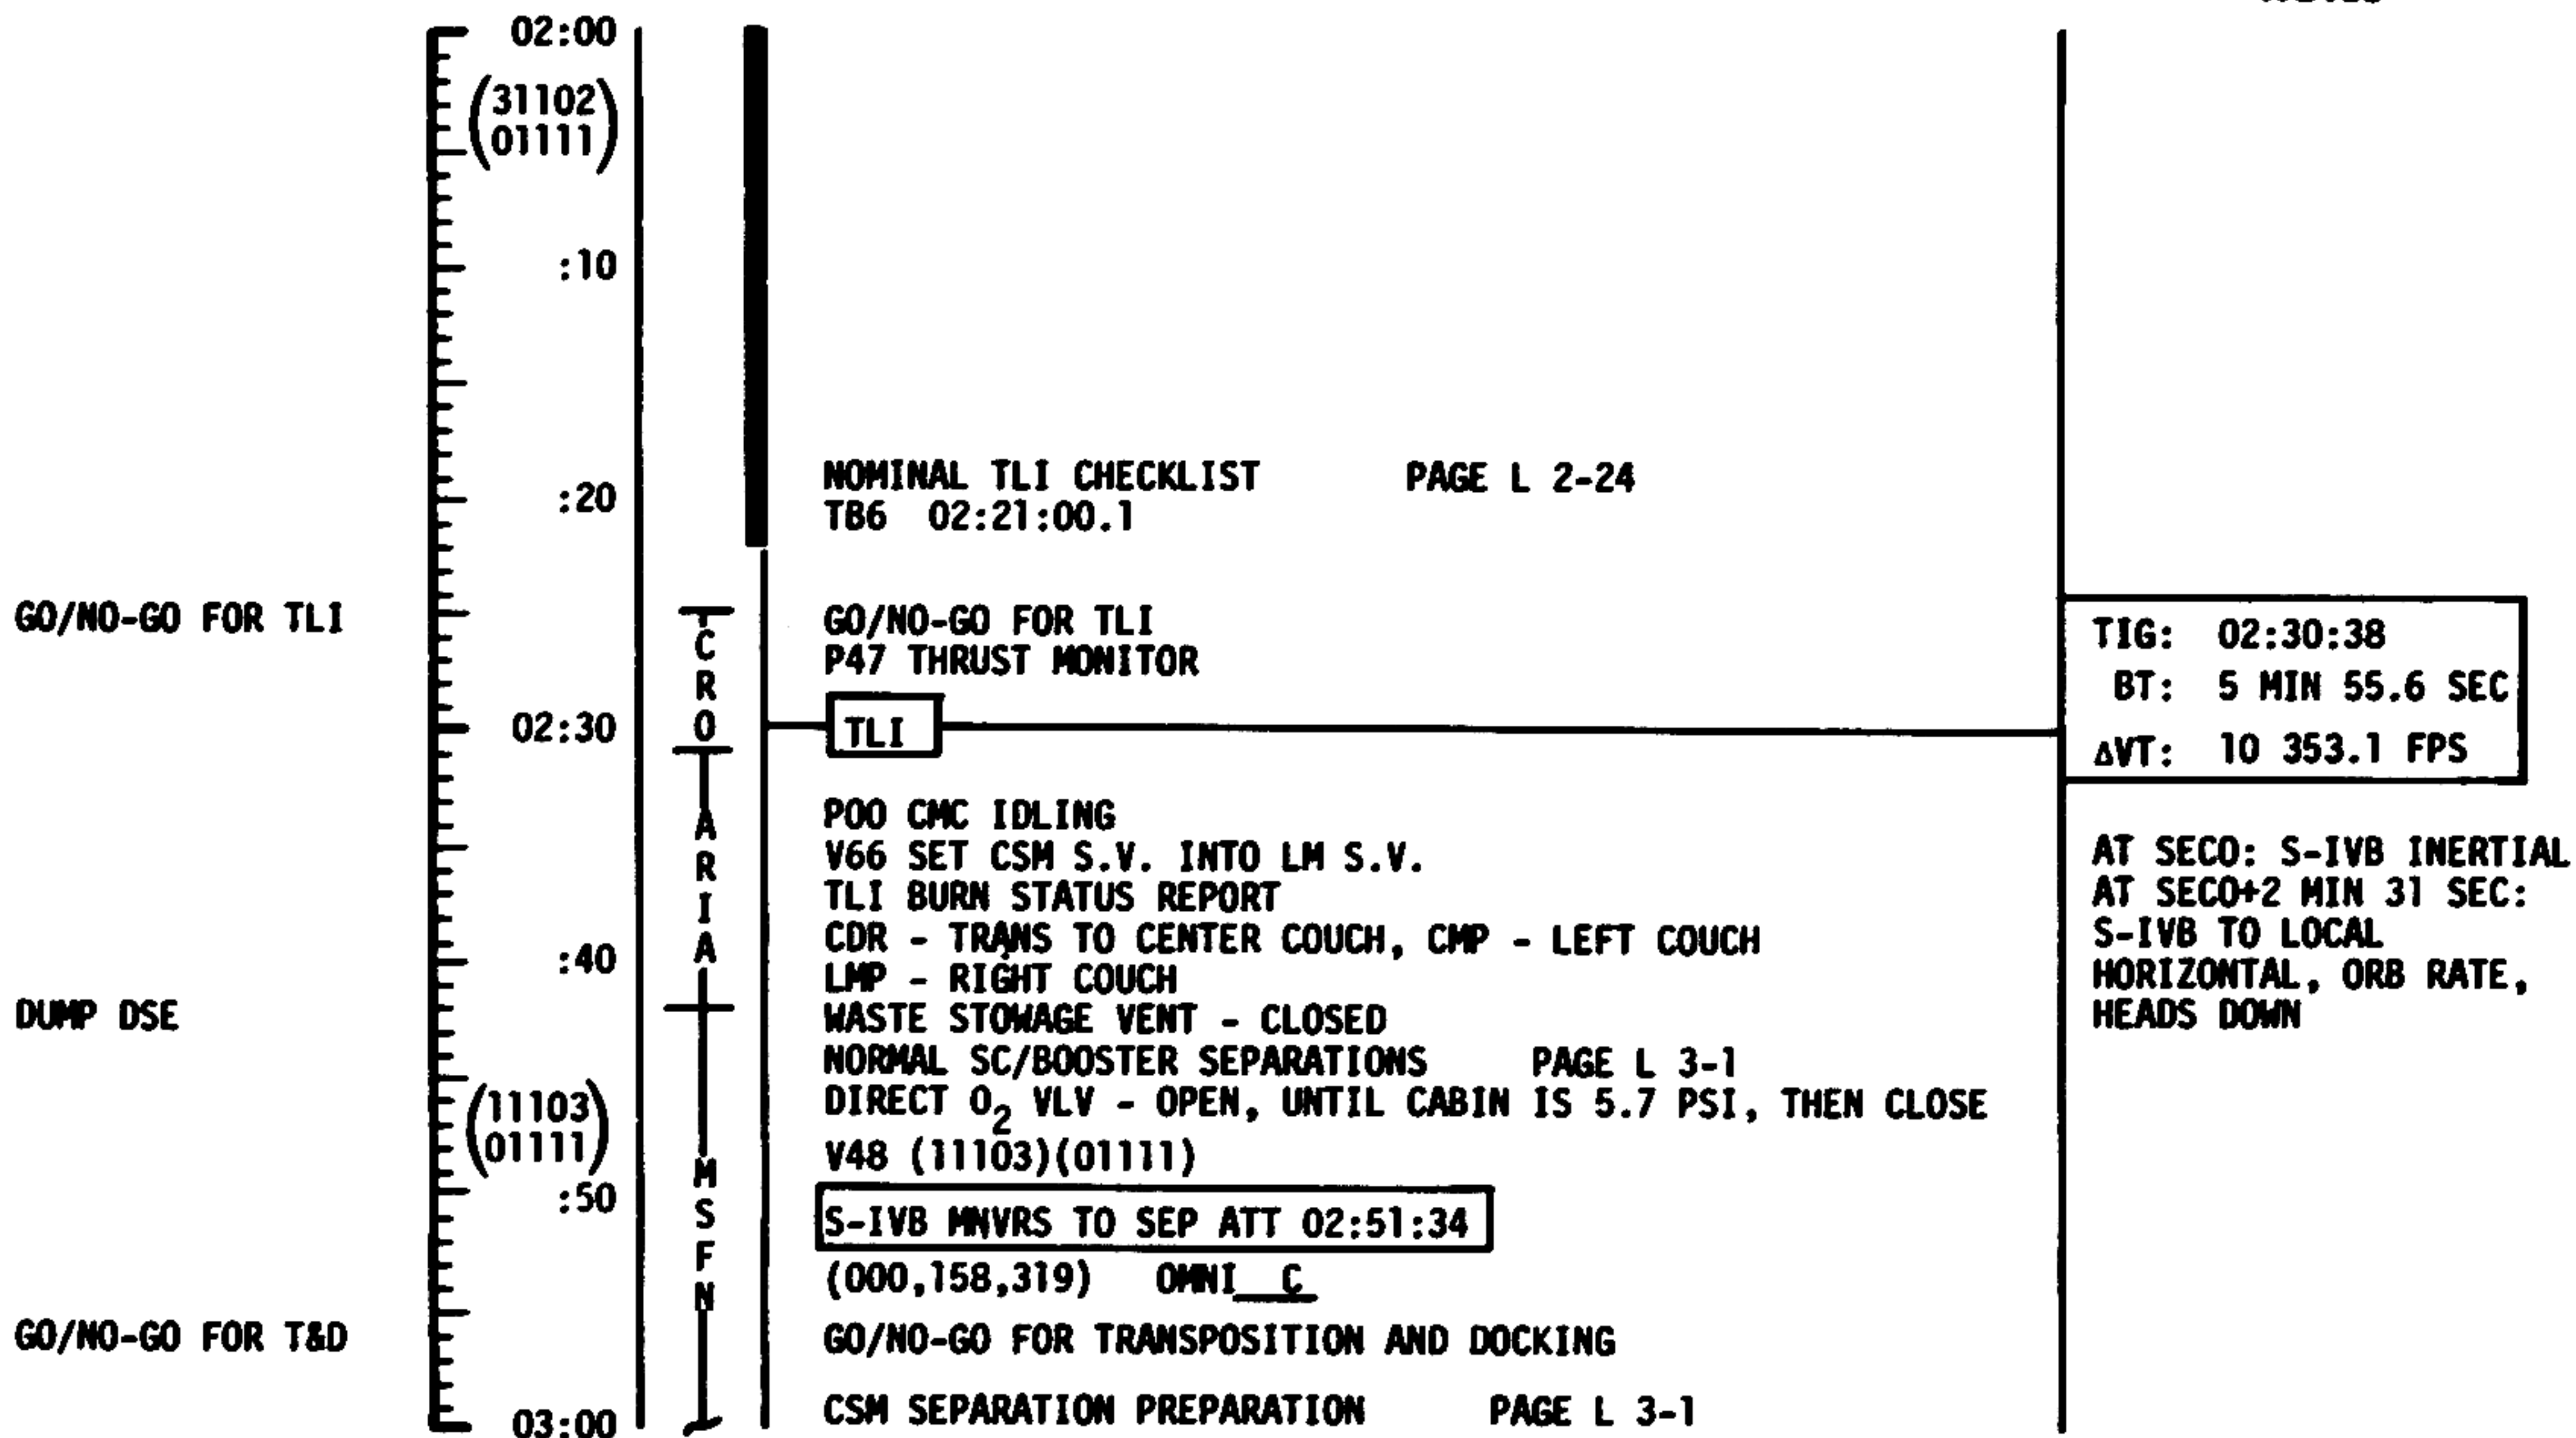 02:00
(31102
01111)
:10
NOMINAL TLI CHECKLIST PAGE L 2-24
:20
TB6 02:21:00.1
GO/NO-GO FOR TLI
GO/NO-GO FOR TLI
P47 THRUST MONITOR
CRO
02:30
TLI
TIG: 02:30:38
BT: 5 MIN 55.6 SEC
ΔVT: 10 353.1 FPS
P00 CMC IDLING
V66 SET CSM S.V. INTO LM S.V.
TLI BURN STATUS REPORT
CDR - TRANS TO CENTER COUCH, CMP - LEFT COUCH
LMP - RIGHT COUCH
ARIA
:40
AT SECO: S-IVB INERTIAL
AT SECO+2 MIN 31 SEC:
S-IVB TO LOCAL
HORIZONTAL, ORB RATE,
HEADS DOWN
DUMP DSE
WASTE STOWAGE VENT - CLOSED
NORMAL SC/BOOSTER SEPARATIONS PAGE L 3-1
DIRECT O2 VLV - OPEN, UNTIL CABIN IS 5.7 PSI, THEN CLOSE
(11103
01111)
V48 (11103)(01111)
:50
MSFN
S-IVB MNVRS TO SEP ATT 02:51:34
(000,158,319) OMNI C
GO/NO-GO FOR T&D
GO/NO-GO FOR TRANSPOSITION AND DOCKING
CSM SEPARATION PREPARATION PAGE L 3-1
03:00